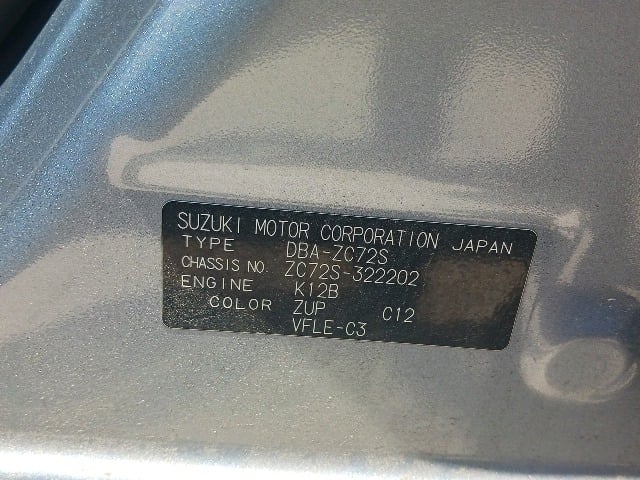 SUZUKI MOTOR CORPORATION JAPAN
TYPE DBA-ZC72S
CHASSIS NO. ZC72S-322202
ENGINE K12B
COLOR ZUP C12
VFLE-C3